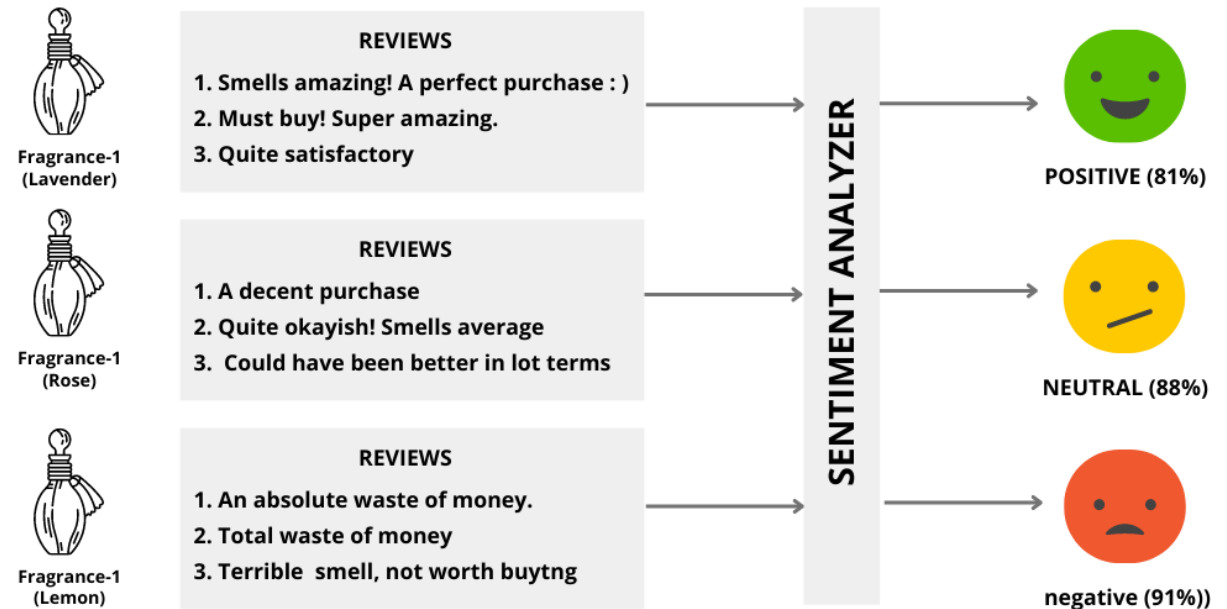 REVIEWS
1. Smells amazing! A perfect purchase : )
2. Must buy! Super amazing.
3. Quite satisfactory
Fragrance-1
(Lavender)
POSITIVE (81%)
SENTIMENT ANALYZER
REVIEWS
1. A decent purchase
2. Quite okayish! Smells average
3. Could have been better in lot terms
Fragrance-1
(Rose)
NEUTRAL (88%)
REVIEWS
1. An absolute waste of money.
2. Total waste of money
3. Terrible smell, not worth buytng
Fragrance-1
(Lemon)
negative (91%))